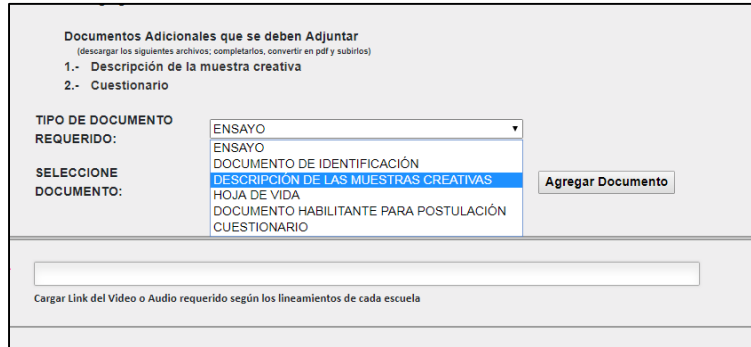 Documentos Adicionales que se deben Adjuntar
(descargar los siguientes archivos; completarlos, convertir en pdf y subirlos)
1.- Descripción de la muestra creativa
2.- Cuestionario
TIPO DE DOCUMENTO
REQUERIDO:
ENSAYO
ENSAYO
DOCUMENTO DE IDENTIFICACIÓN
SELECCIONE
DOCUMENTO:
DESCRIPCIÓN DE LAS MUESTRAS CREATIVAS
Agregar Documento
HOJA DE VIDA
DOCUMENTO HABILITANTE PARA POSTULACIÓN
CUESTIONARIO
Cargar Link del Video o Audio requerido según los lineamientos de cada escuela